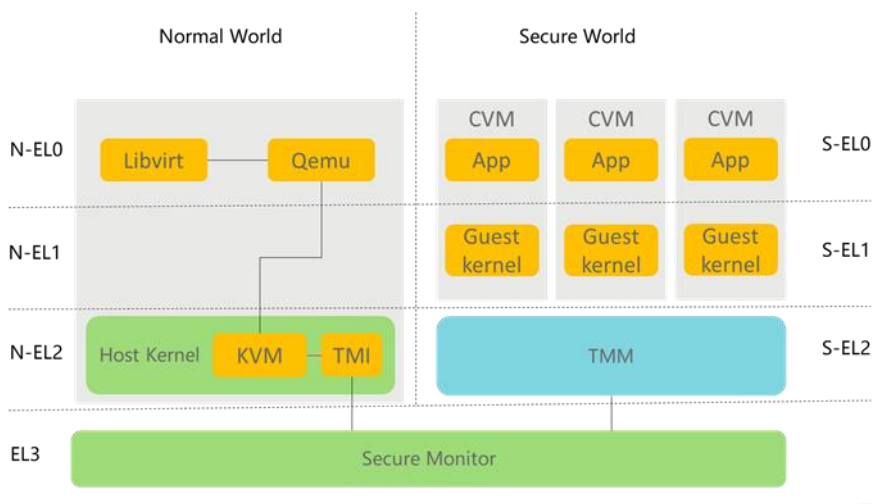 Normal World
Secure World
N-EL0
Libvirt
Qemu
CVM
App
CVM
App
CVM
App
S-EL0
N-EL1
Guest
kernel
Guest
kernel
Guest
kernel
S-EL1
N-EL2
Host Kernel
KVM
TMI
TMM
S-EL2
EL3
Secure Monitor